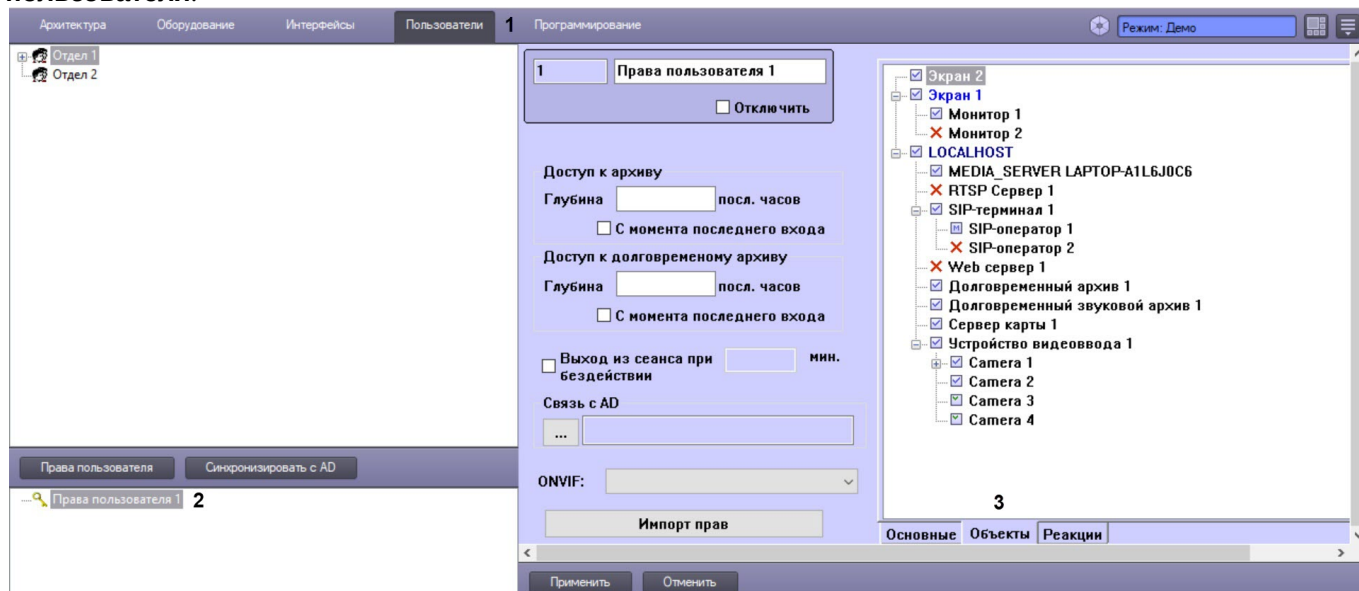 пользователя.
Архитектура Оборудование Интерфейсы Пользователи 1 Программирование Режим: Демо
Отдел 1
Отдел 2
1 Права пользователя 1
Отключить
Доступ к архиву
Глубина посл. часов
С момента последнего входа
Доступ к долговременому архиву
Глубина посл. часов
С момента последнего входа
Выход из сеанса при мин.
бездействии
Связь с AD
...
ONVIF:
Импорт прав
Экран 2
Экран 1
Монитор 1
Монитор 2
LOCALHOST
MEDIA_SERVER LAPTOP-A1L6J0C6
RTSP Сервер 1
SIP-терминал 1
SIP-оператор 1
SIP-оператор 2
Web сервер 1
Долговременный архив 1
Долговременный звуковой архив 1
Сервер карты 1
Устройство видеоввода 1
Camera 1
Camera 2
Camera 3
Camera 4
3
Основные Объекты Реакции
Права пользователя Синхронизировать с AD
Права пользователя 1 2
Применить Отменить